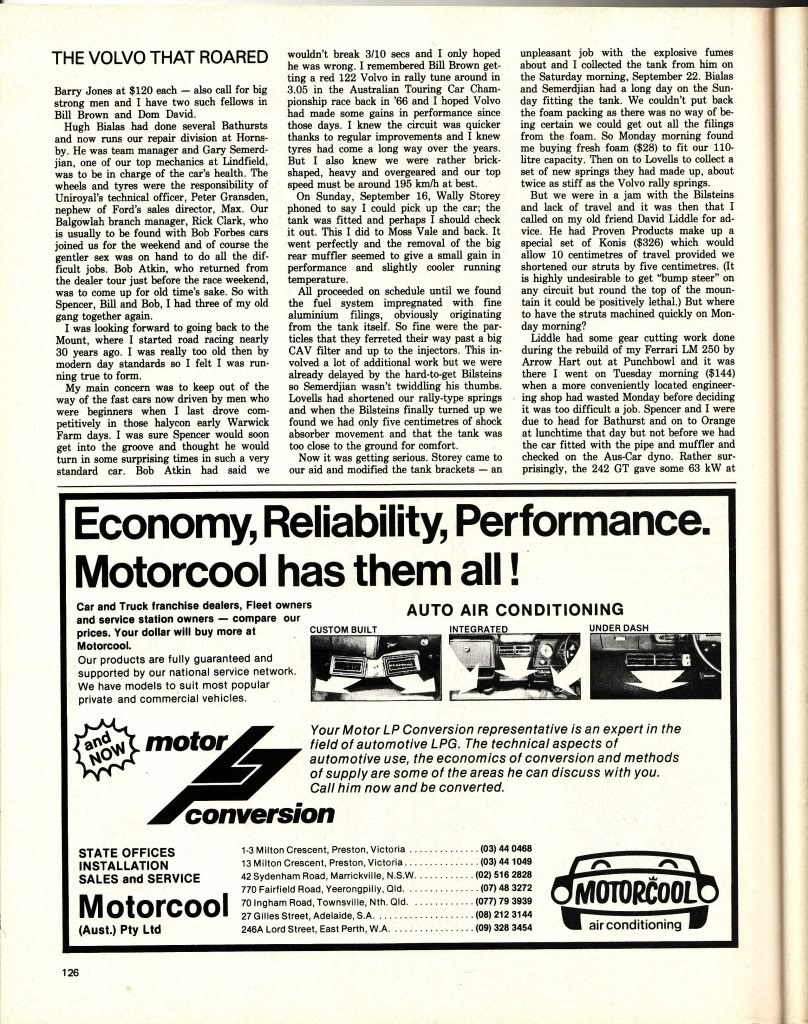 THE VOLVO THAT ROARED
Barry Jones at $120 each — also call for big
strong men and I have two such fellows in
Bill Brown and Dom David.
Hugh Bialas had done several Bathursts
and now runs our repair division at Horns-
by. He was team manager and Gary Semerd-
jian, one of our top mechanics at Lindfield,
was to be in charge of the car's health. The
wheels and tyres were the responsibility of
Uniroyal's technical officer, Peter Gransden,
nephew of Ford's sales director, Max. Our
Balgowlah branch manager, Rick Clark, who
is usually to be found with Bob Forbes cars
joined us for the weekend and of course the
gentler sex was on hand to do all the dif-
ficult jobs. Bob Atkin, who returned from
the dealer tour just before the race weekend,
was to come up for old time's sake. So with
Spencer, Bill and Bob, I had three of my old
gang together again.
I was looking forward to going back to the
Mount, where I started road racing nearly
30 years ago. I was really too old then by
modern day standards so I felt I was run-
ning true to form.
My main concern was to keep out of the
way of the fast cars now driven by men who
were beginners when I last drove com-
petitively in those halycon early Warwick
Farm days. I was sure Spencer would soon
get into the groove and thought he would
turn in some surprising times in such a very
standard car. Bob Atkin had said we
wouldn't break 3/10 secs and I only hoped
he was wrong. I remembered Bill Brown get-
ting a red 122 Volvo in rally tune around in
3.05 in the Australian Touring Car Cham-
pionship race back in '66 and I hoped Volvo
had made some gains in performance since
those days. I knew the circuit was quicker
thanks to regular improvements and I knew
tyres had come a long way over the years.
But I also knew we were rather brick-
shaped, heavy and overgeared and our top
speed must be around 195 km/h at best.
On Sunday, September 16, Wally Storey
phoned to say I could pick up the car; the
tank was fitted and perhaps I should check
it out. This I did to Moss Vale and back. It
went perfectly and the removal of the big
rear muffler seemed to give a small gain in
performance and slightly cooler running
temperature.
All proceeded on schedule until we found
the fuel system impregnated with fine
aluminium filings, obviously originating
from the tank itself. So fine were the par-
ticles that they ferreted their way past a big
CAV filter and up to the injectors. This in-
volved a lot of additional work but we were
already delayed by the hard-to-get Bilsteins
so Semerdjian wasn't twiddling his thumbs.
Lovells had shortened our rally-type springs
and when the Bilsteins finally turned up we
found we had only five centimetres of shock
absorber movement and that the tank was
too close to the ground for comfort.
Now it was getting serious. Storey came to
our aid and modified the tank brackets — an
unpleasant job with the explosive fumes
about and I collected the tank from him on
the Saturday morning, September 22. Bialas
and Semerdjian had a long day on the Sun-
day fitting the tank. We couldn't put back
the foam packing as there was no way of be-
ing certain we could get out all the filings
from the foam. So Monday morning found
me buying fresh foam ($28) to fit our 110-
litre capacity. Then on to Lovells to collect a
set of new springs they had made up, about
twice as stiff as the Volvo rally springs.
But we were in a jam with the Bilsteins
and lack of travel and it was then that I
called on my old friend David Liddle for ad-
vice. He had Proven Products make up a
special set of Konis ($326) which would
allow 10 centimetres of travel provided we
shortened our struts by five centimetres. (It
is highly undesirable to get "bump steer" on
any circuit but round the top of the moun-
tain it could be positively lethal.) But where
to have the struts machined quickly on Mon-
day morning?
Liddle had some gear cutting work done
during the rebuild of my Ferrari LM 250 by
Arrow Hart out at Punchbowl and it was
there I went on Tuesday morning ($144)
when a more conveniently located engineer-
ing shop had wasted Monday before deciding
it was too difficult a job. Spencer and I were
due to head for Bathurst and on to Orange
at lunchtime that day but not before we had
the car fitted with the pipe and muffler and
checked on the Aus-Car dyno. Rather sur-
prisingly, the 242 GT gave some 63 kW at
Economy, Reliability, Performance.
Motorcool has them all!
Car and Truck franchise dealers, Fleet owners
and service station owners — compare our
prices. Your dollar will buy more at
Motorcool.
Our products are fully guaranteed and
supported by our national service network.
We have models to suit most popular
private and commercial vehicles.
AUTO AIR CONDITIONING
CUSTOM BUILT
INTEGRATED
UNDER DASH
and
NOW
motor
conversion
Your Motor LP Conversion representative is an expert in the
field of automotive LPG. The technical aspects of
automotive use, the economics of conversion and methods
of supply are some of the areas he can discuss with you.
Call him now and be converted.
STATE OFFICES
INSTALLATION
SALES and SERVICE
Motorcool
(Aust.) Pty Ltd
1-3 Milton Crescent, Preston, Victoria . . . . . . . . . . . . . (03) 44 0468
13 Milton Crescent, Preston, Victoria . . . . . . . . . . . . . (03) 44 1049
42 Sydenham Road, Marrickville, N.S.W. . . . . . . . . . . . (02) 516 2828
770 Fairfield Road, Yeerongpilly, Qld. . . . . . . . . . . . . . (07) 48 3272
70 Ingham Road, Townsville, Nth. Qld. . . . . . . . . . . . (077) 79 3939
27 Gilles Street, Adelaide, S.A. . . . . . . . . . . . . . . . . . . (08) 212 3144
246A Lord Street, East Perth, W.A. . . . . . . . . . . . . . . . (09) 328 3454
MOTORCOOL
air conditioning
126